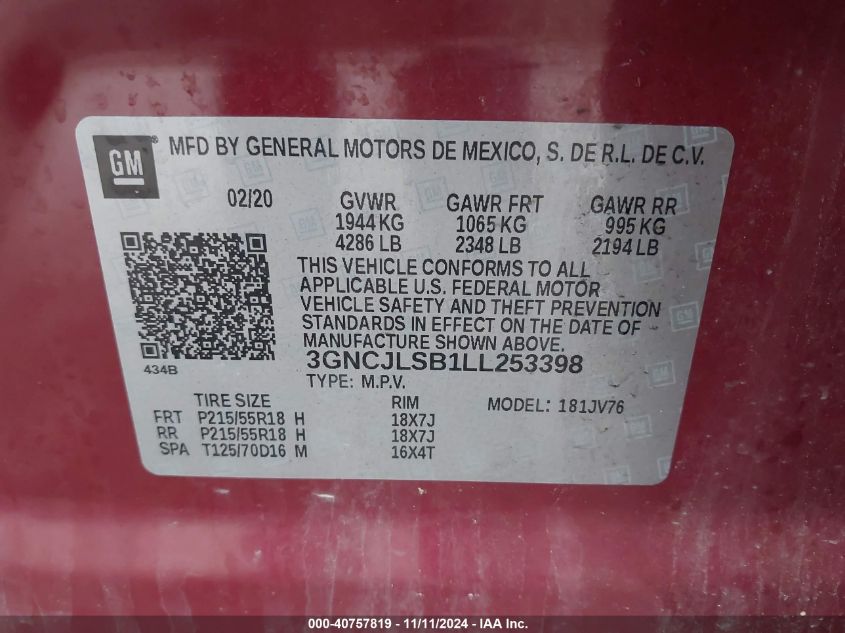 GM
MFD BY GENERAL MOTORS DE MEXICO, S. DE R.L. DE C.V.
02/20 GVWR GAWR FRT GAWR RR
1944 KG 1065 KG 995 KG
4286 LB 2348 LB 2194 LB
THIS VEHICLE CONFORMS TO ALL
APPLICABLE U.S. FEDERAL MOTOR
VEHICLE SAFETY AND THEFT PREVENTION
STANDARDS IN EFFECT ON THE DATE OF
MANUFACTURE SHOWN ABOVE.
434B
3GNCJLSB1LL253398
TYPE: M.P.V.
TIRE SIZE RIM MODEL: 181JV76
FRT P215/55R18 H 18X7J
RR P215/55R18 H 18X7J
SPA T125/70D16 M 16X4T
000-40757819 - 11/11/2024 - IAA Inc.